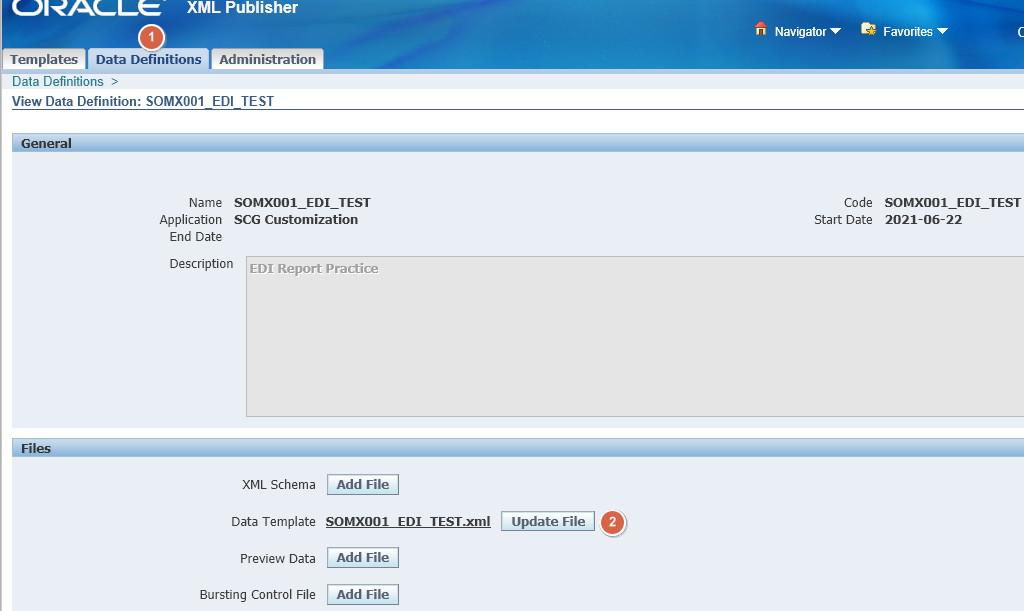 ORACLE XML Publisher
1
Navigator Favorites
Templates Data Definitions Administration
Data Definitions >
View Data Definition: SOMX001_EDI_TEST
General
Name SOMX001_EDI_TEST Code SOMX001_EDI_TEST
Application SCG Customization Start Date 2021-06-22
End Date
Description EDI Report Practice
Files
XML Schema Add File
Data Template SOMX001_EDI_TEST.xml Update File 2
Preview Data Add File
Bursting Control File Add File